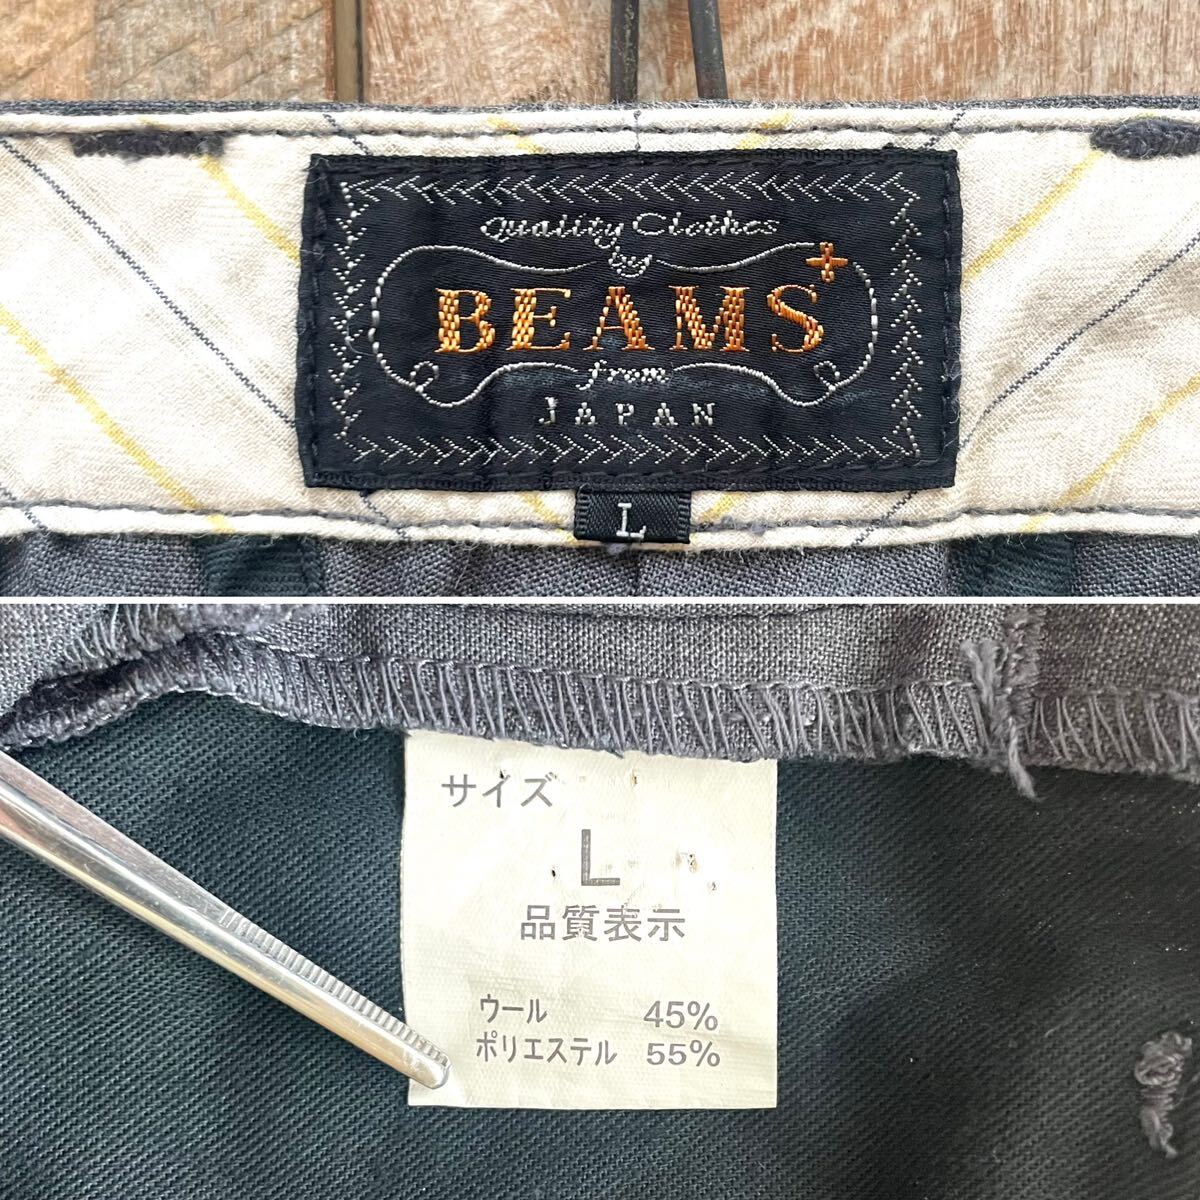 Quality Clothes
by
BEAMS+
from
JAPAN
L
サイズ
L
品質表示
ウール 45%
ポリエステル 55%